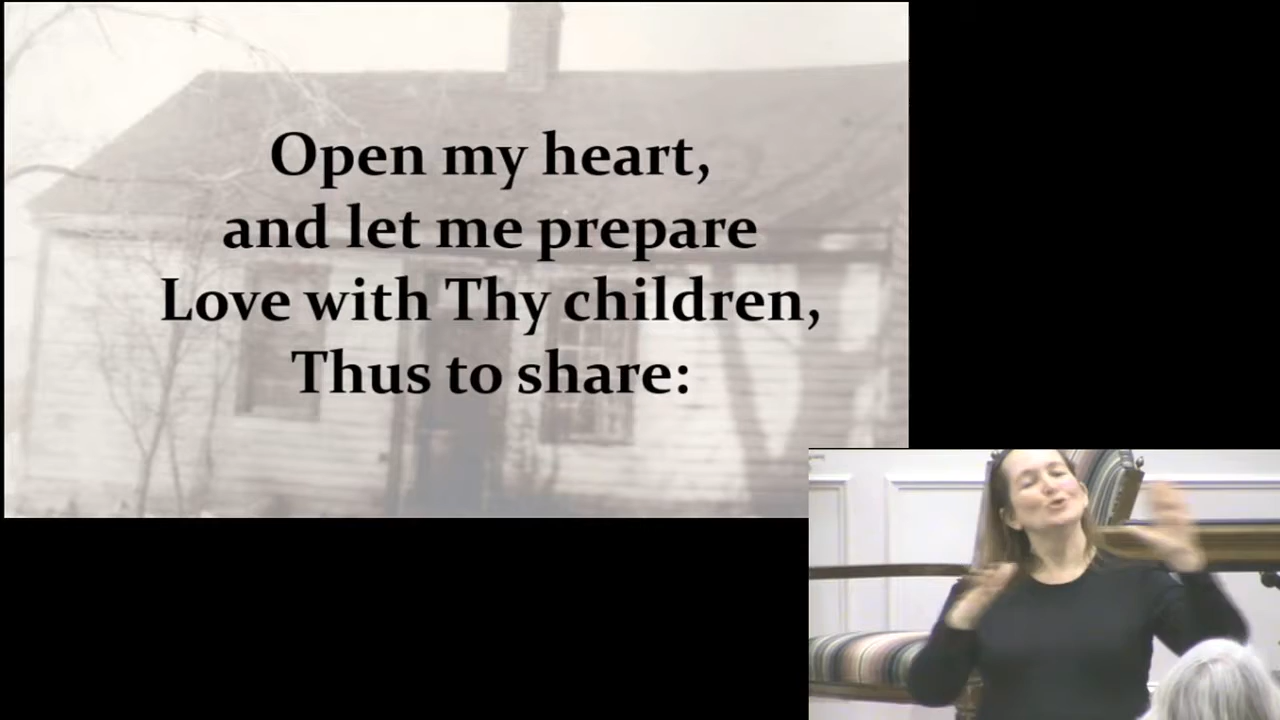 Open my heart,
and let me prepare
Love with Thy children,
Thus to share: